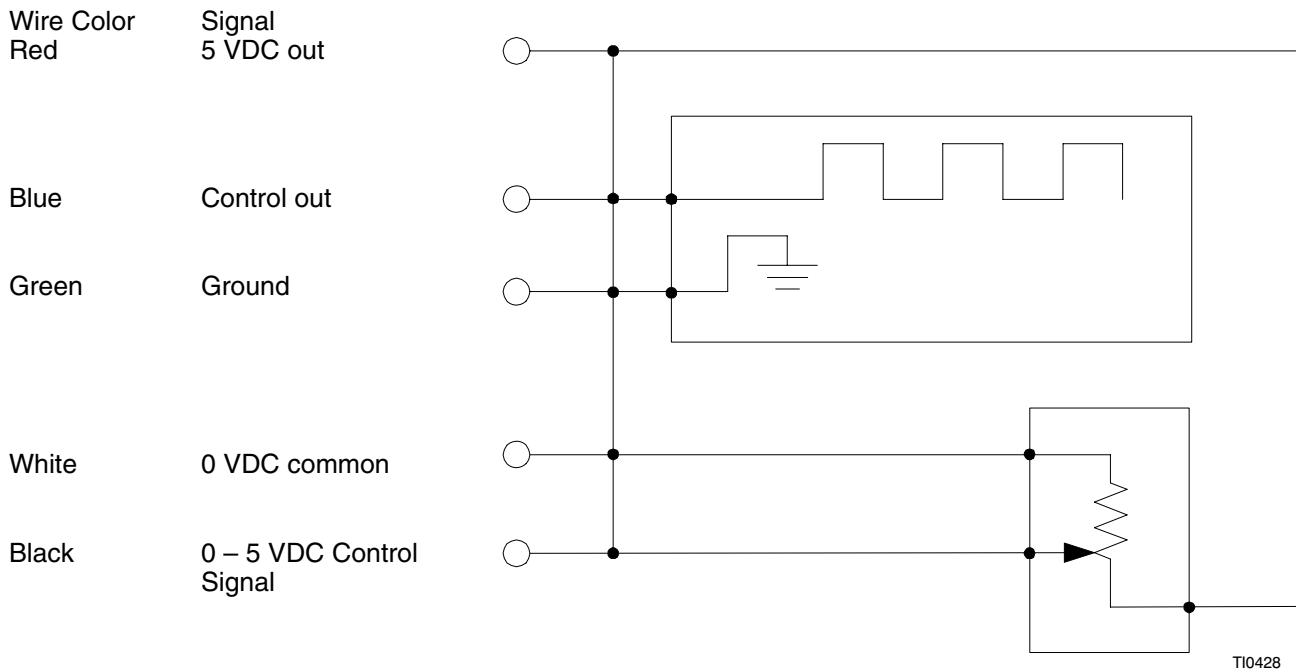 Wire Color Signal
Red 5 VDC out
Blue Control out
Green Ground
White 0 VDC common
Black 0 – 5 VDC Control
Signal
TI0428